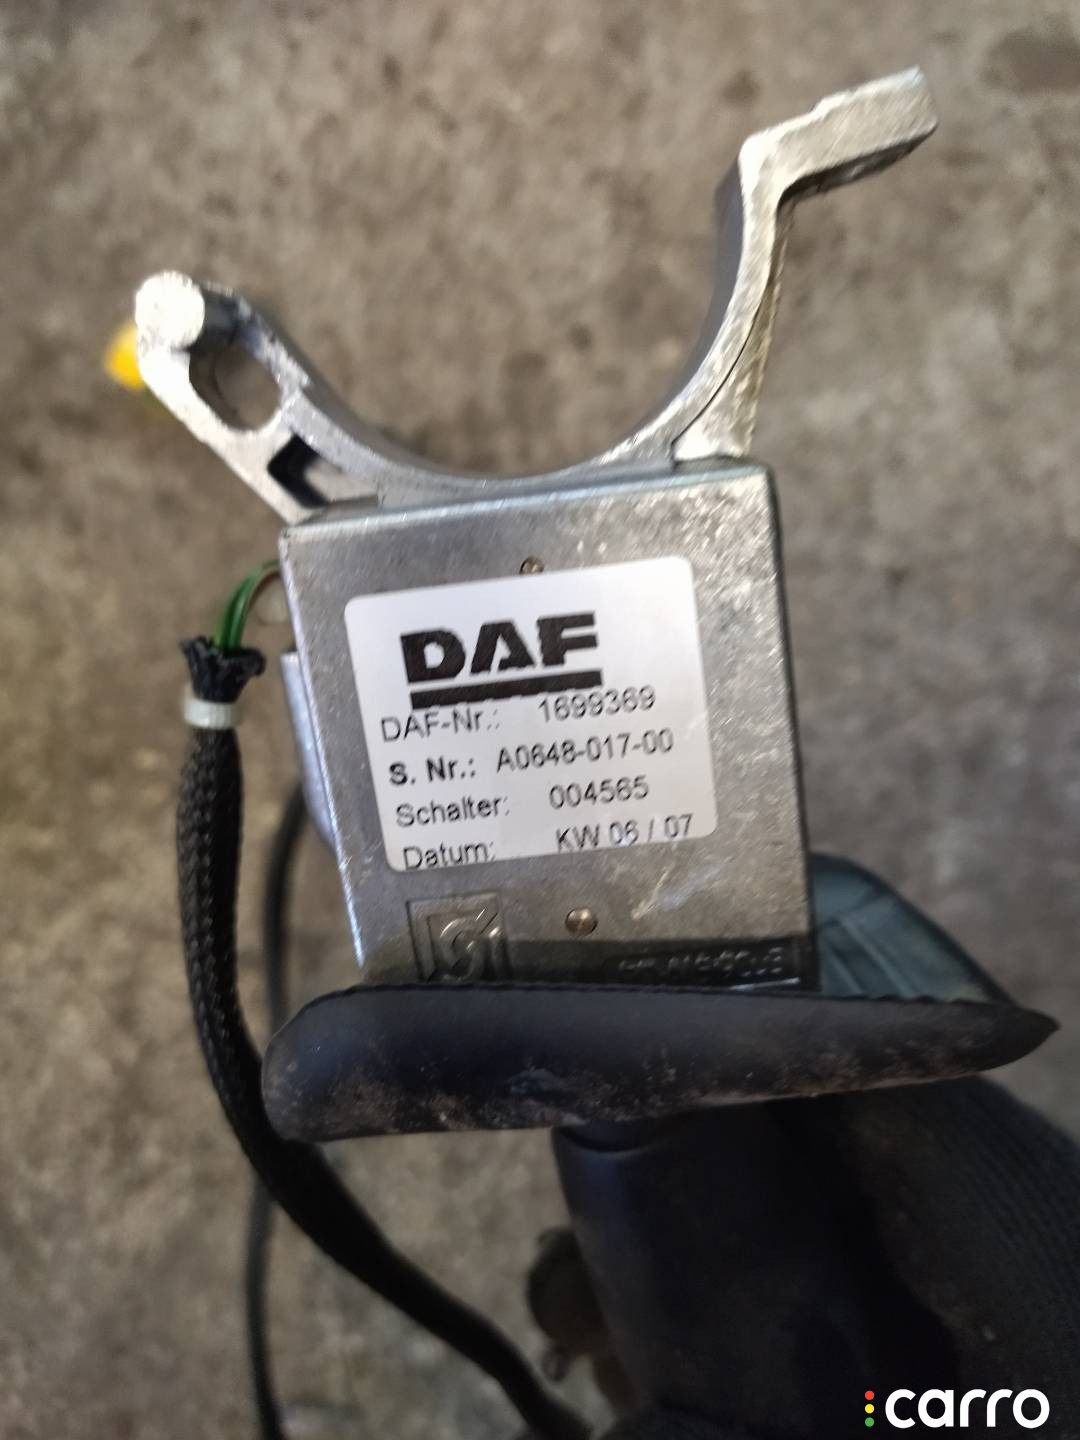 DAF
DAF-Nr.: 1699369
S. Nr.: A0648-017-00
Schalter: 004565
Datum: KW 06 / 07
carro